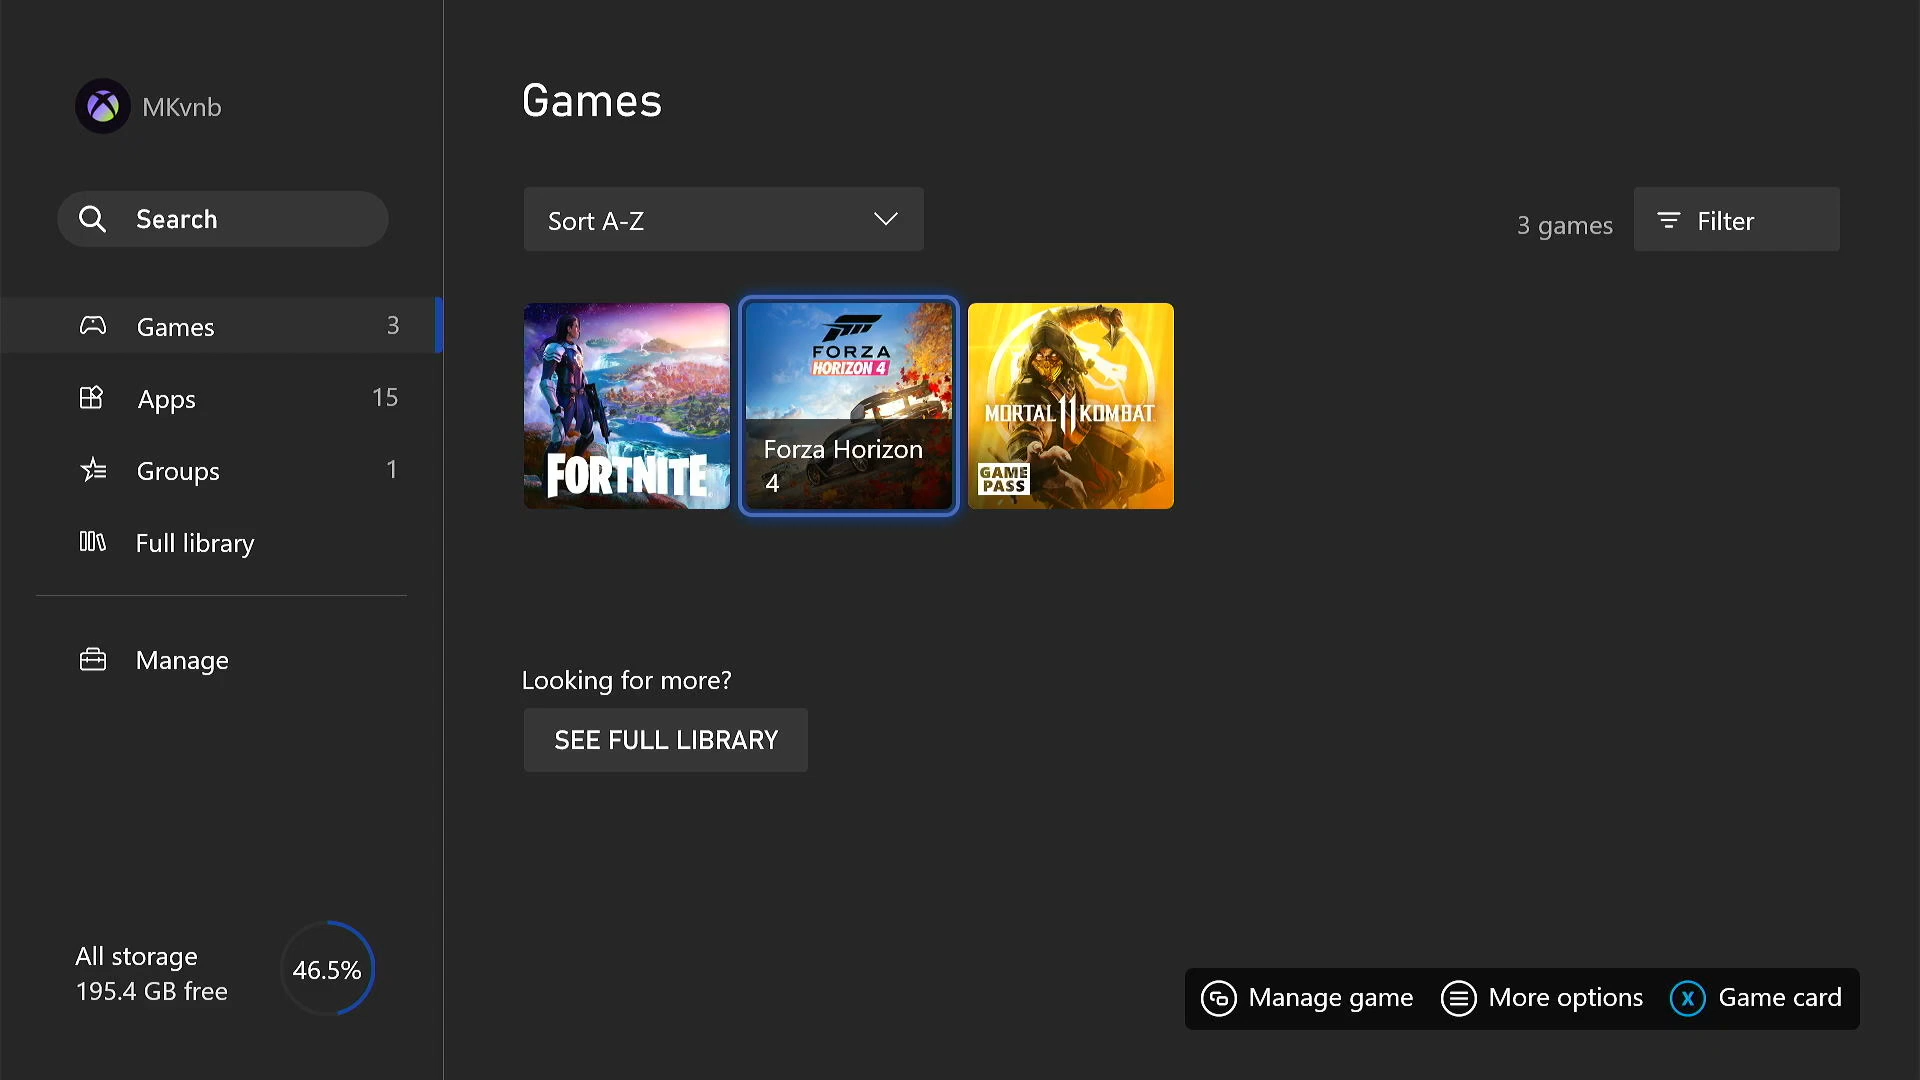 MKvnb
Search
Games 3
Apps 15
Groups 1
Full library
Manage
All storage
195.4 GB free
46.5%
Games
Sort A-Z
3 games
Filter
FORTNITE
FORZA
HORIZON 4
Forza Horizon
4
MORTAL 11 KOMBAT
GAME
PASS
Looking for more?
SEE FULL LIBRARY
Manage game
More options
X Game card